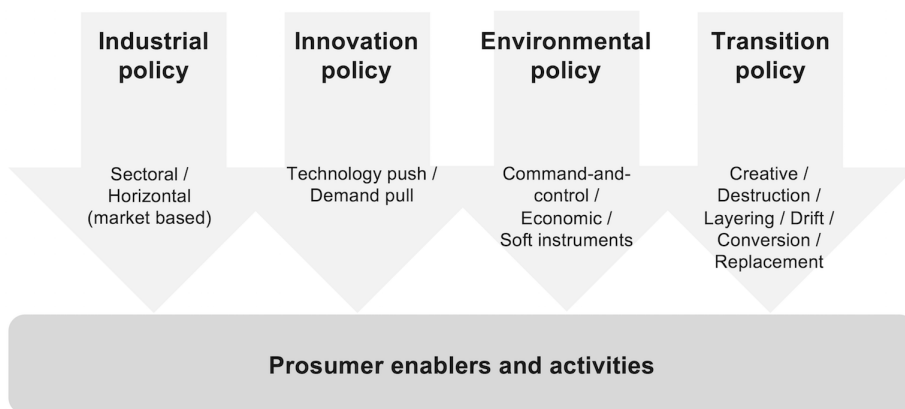 Industrial
policy
Innovation
policy
Environmental
policy
Transition
policy
Sectoral /
Horizontal
(market based)
Technology push /
Demand pull
Command-and-
control /
Economic /
Soft instruments
Creative /
Destruction /
Layering / Drift /
Conversion /
Replacement
Prosumer enablers and activities